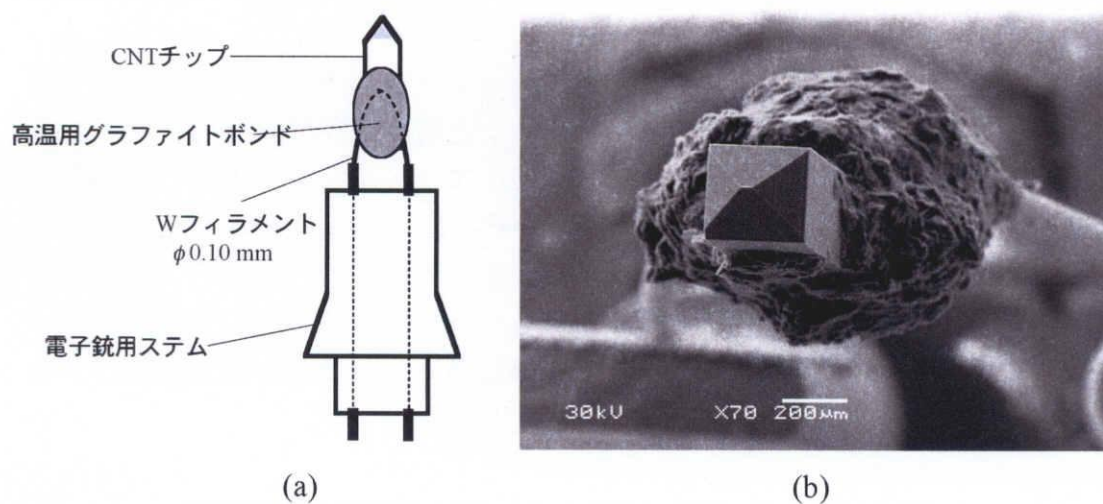 CNTチップ
高温用グラファイトボンド
Wフィラメント
φ0.10 mm
電子銃用ステム
30kV X70 200μm
(a) (b)